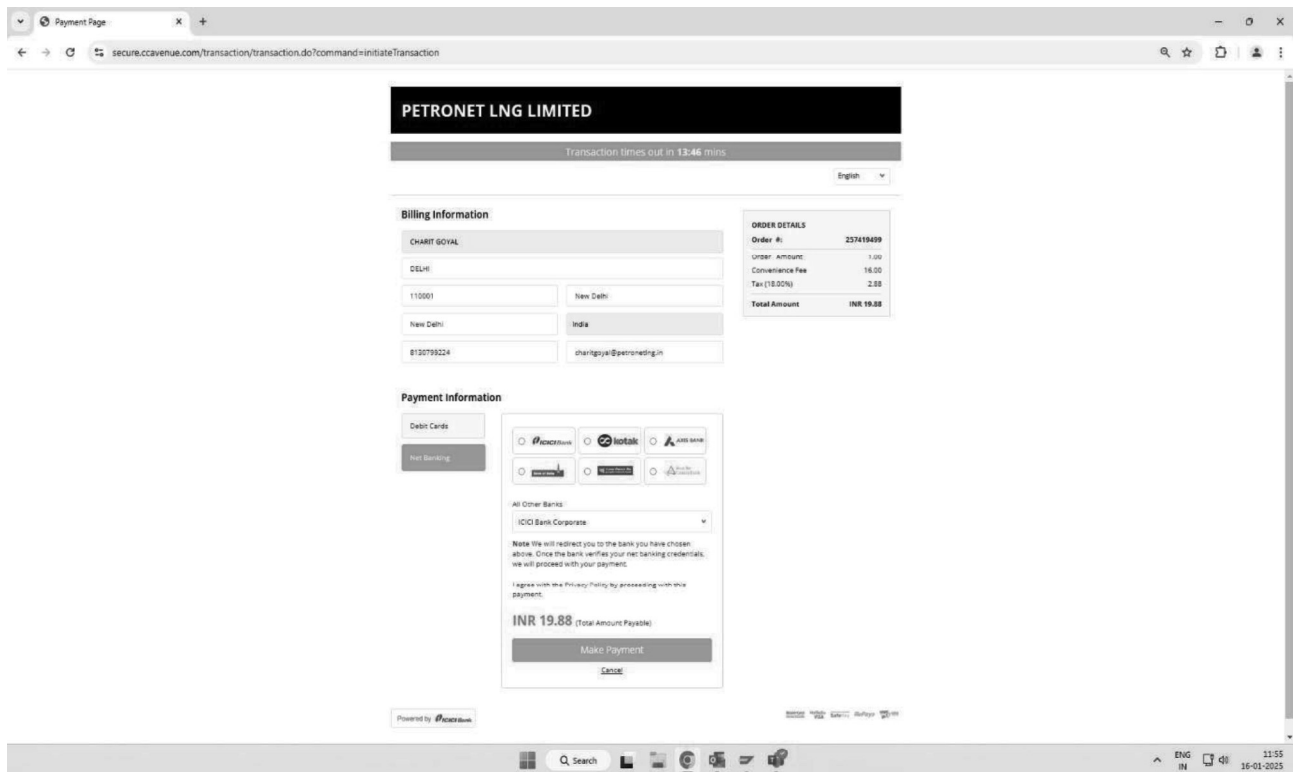 Payment Page
secure.ccavenue.com/transaction/transaction.do?command=initiateTransaction
PETRONET LNG LIMITED
Transaction times out in 13:46 mins
English
Billing Information
CHARIT GOYAL
DELHI
110001 New Delhi
New Delhi India
8130799224 charitgoyal@petronetlng.in
ORDER DETAILS
Order #: 257419499
Order Amount 1.00
Convenience Fee 16.00
Tax (18.00%) 2.88
Total Amount INR 19.88
Payment Information
Debit Cards
Net Banking
ICICI Bank kotak AXIS BANK
All Other Banks
ICICI Bank Corporate
Note We will redirect you to the bank you have chosen
above. Once the bank verifies your net banking credentials,
we will proceed with your payment.
I agree with the Privacy Policy by proceeding with this
payment.
INR 19.88 (Total Amount Payable)
Make Payment
Cancel
Powered by ICICI Bank
Search
ENG
IN
11:55
16-01-2025